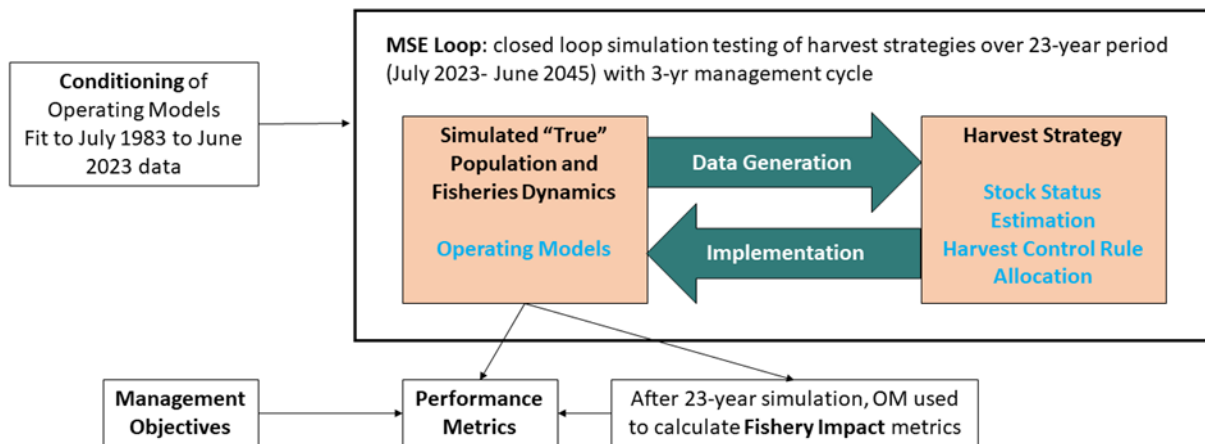 MSE Loop: closed loop simulation testing of harvest strategies over 23-year period
(July 2023- June 2045) with 3-yr management cycle
Conditioning of
Operating Models
Fit to July 1983 to June
2023 data
Simulated “True”
Population and
Fisheries Dynamics
Operating Models
Data Generation
Implementation
Harvest Strategy
Stock Status
Estimation
Harvest Control Rule
Allocation
Management
Objectives
Performance
Metrics
After 23-year simulation, OM used
to calculate Fishery Impact metrics